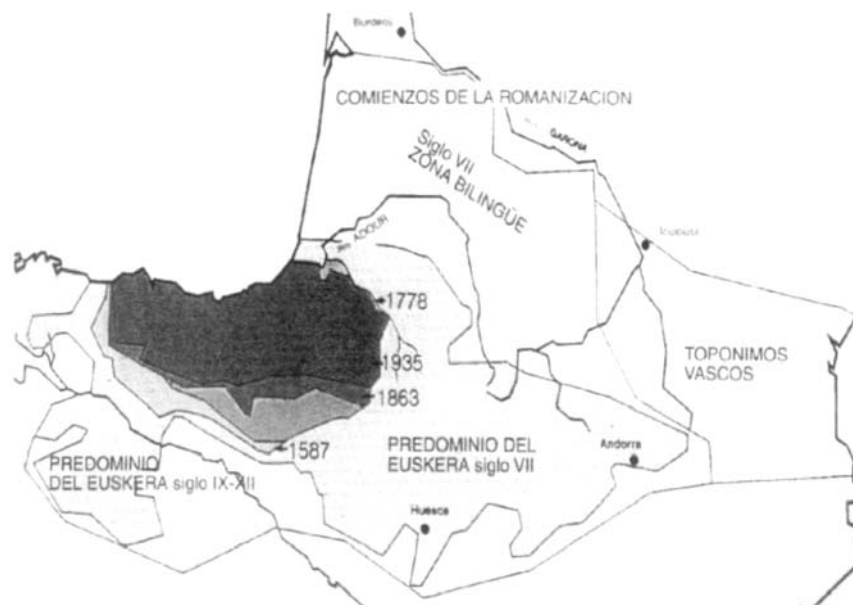 Burdeos
COMIENZOS DE LA ROMANIZACION
GARONA
Siglo VII
ZONA BILINGÜE
Río ADOUR
1778
1935
1863
1587
TOPONIMOS
VASCOS
PREDOMINIO DEL
EUSKERA siglo VII
Andorra
PREDOMINIO
DEL EUSKERA siglo IX-XII
Huesca